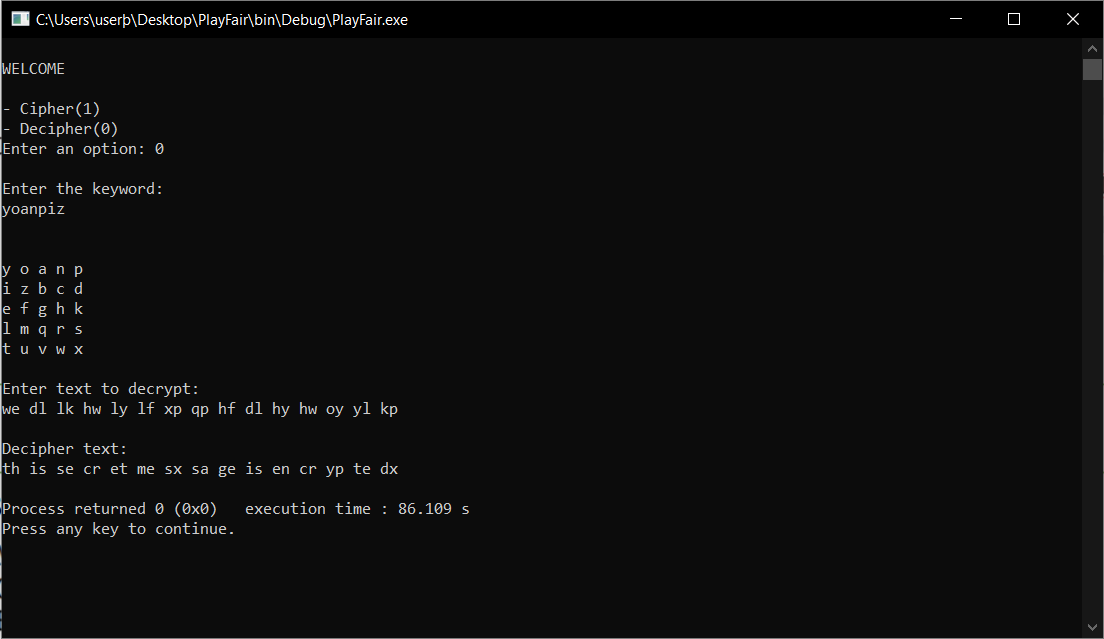 C:\Users\userþ\Desktop\PlayFair\bin\Debug\PlayFair.exe
WELCOME
- Cipher(1)
- Decipher(0)
Enter an option: 0
Enter the keyword:
yoanpiz
y o a n p
i z b c d
e f g h k
l m q r s
t u v w x
Enter text to decrypt:
we dl lk hw ly lf xp qp hf dl hy hw oy yl kp
Decipher text:
th is se cr et me sx sa ge is en cr yp te dx
Process returned 0 (0x0)   execution time : 86.109 s
Press any key to continue.